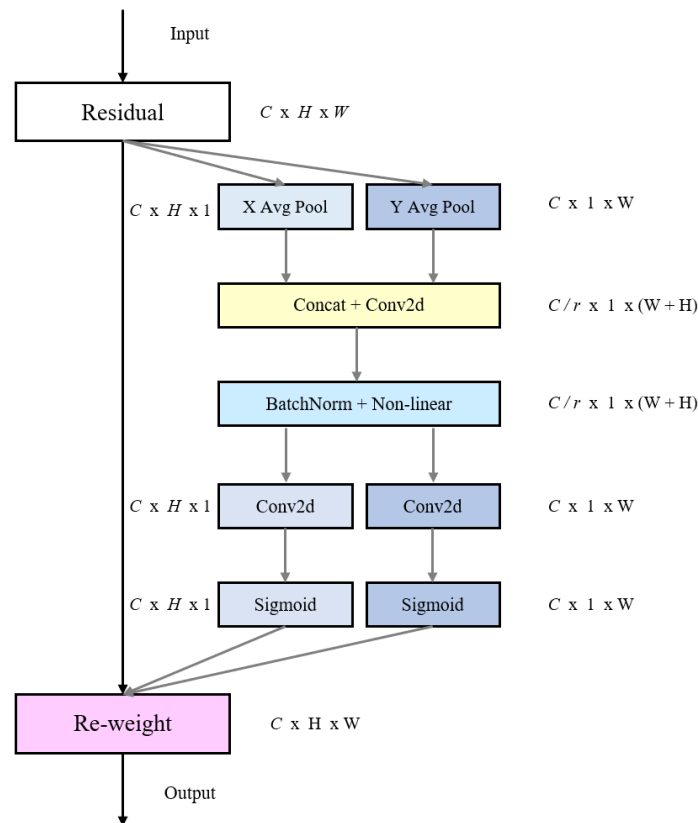 Input
Residual
C x H x W
C x H x 1
X Avg Pool
Y Avg Pool
C x 1 x W
Concat + Conv2d
C / r x 1 x (W + H)
BatchNorm + Non-linear
C / r x 1 x (W + H)
C x H x 1
Conv2d
Conv2d
C x 1 x W
C x H x 1
Sigmoid
Sigmoid
C x 1 x W
Re-weight
C x H x W
Output